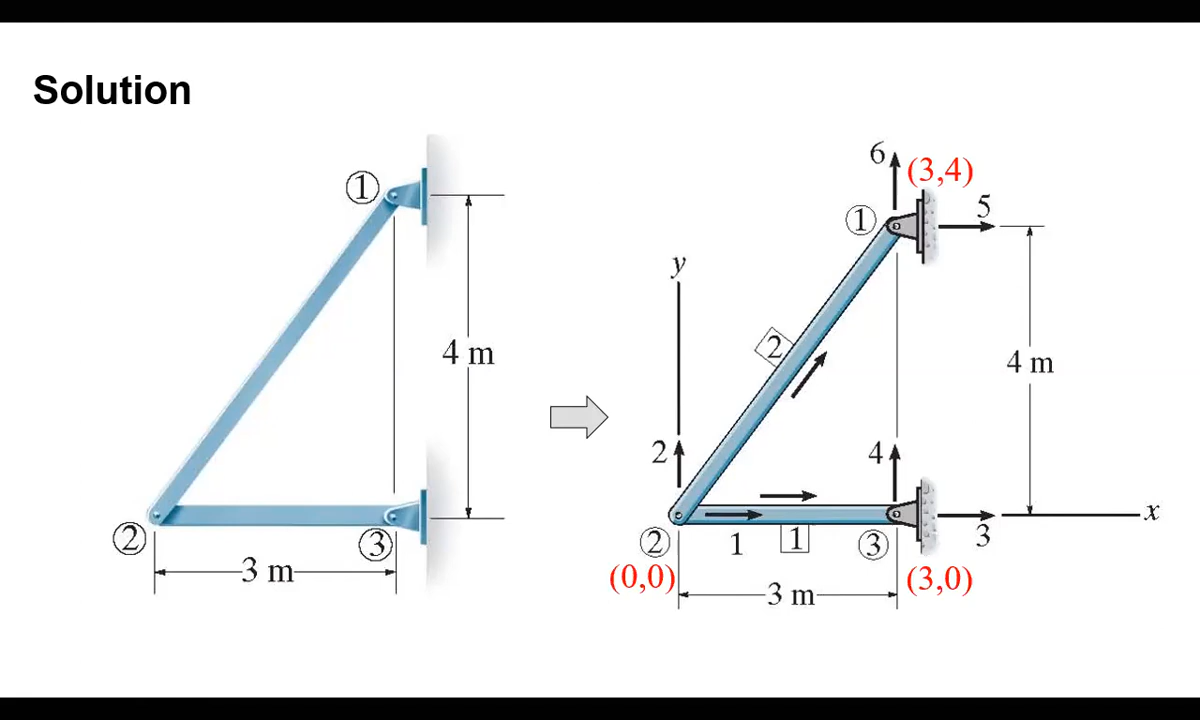 Solution
①
4 m
②
③
3 m
6
(3,4)
①
5
y
2
4 m
2
4
x
②
1
1
③
3
(0,0)
3 m
(3,0)